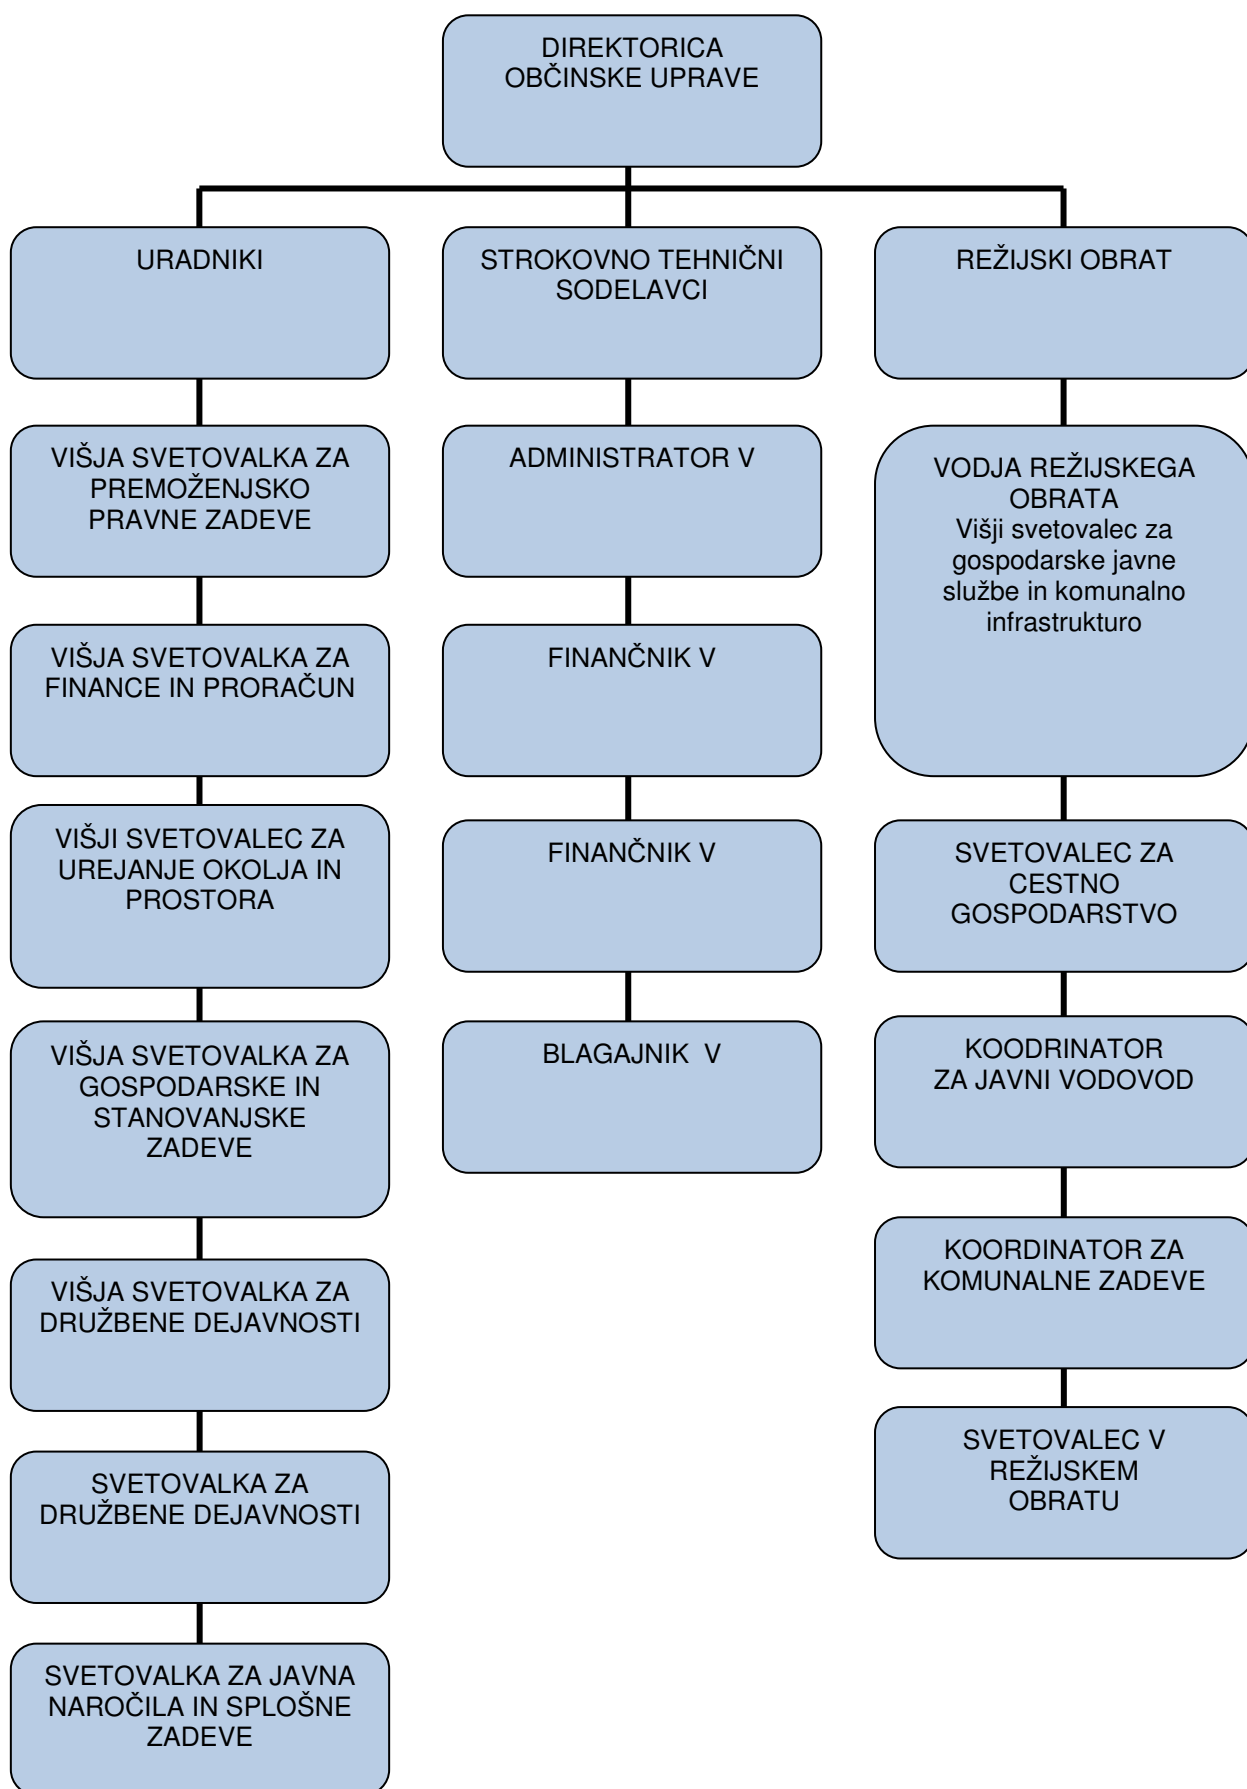 DIREKTORICA
OBČINSKE UPRAVE
URADNIKI
VIŠJA SVETOVALKA ZA
PREMOŽENJSKO
PRAVNE ZADEVE
VIŠJA SVETOVALKA ZA
FINANCE IN PRORAČUN
VIŠJI SVETOVALEC ZA
UREJANJE OKOLJA IN
PROSTORA
VIŠJA SVETOVALKA ZA
GOSPODARSKE IN
STANOVANJSKE
ZADEVE
VIŠJA SVETOVALKA ZA
DRUŽBENE DEJAVNOSTI
SVETOVALKA ZA
DRUŽBENE DEJAVNOSTI
SVETOVALKA ZA JAVNA
NAROČILA IN SPLOŠNE
ZADEVE
STROKOVNO TEHNIČNI
SODELAVCI
ADMINISTRATOR V
FINANČNIK V
FINANČNIK V
BLAGAJNIK  V
REŽIJSKI OBRAT
VODJA REŽIJSKEGA
OBRATA
Višji svetovalec za
gospodarske javne
službe in komunalno
infrastrukturo
SVETOVALEC ZA
CESTNO
GOSPODARSTVO
KOODRINATOR
ZA JAVNI VODOVOD
KOORDINATOR ZA
KOMUNALNE ZADEVE
SVETOVALEC V
REŽIJSKEM
OBRATU